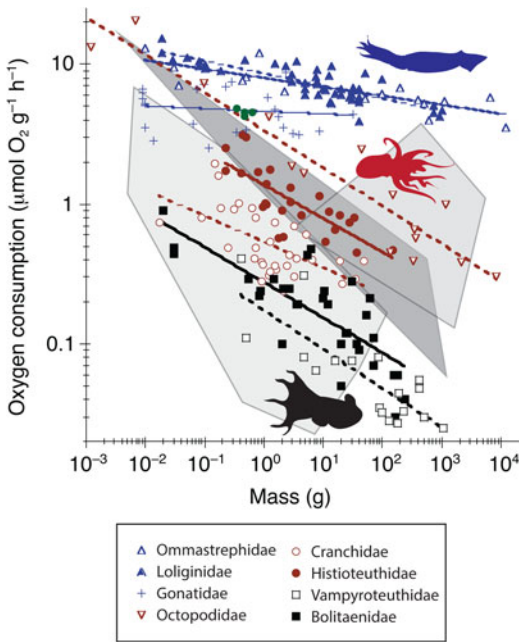 Oxygen consumption (µmol O₂ g⁻¹ h⁻¹)
10
1
0.1
10⁻³ 10⁻² 10⁻¹ 10⁰ 10¹ 10² 10³ 10⁴
Mass (g)
Ommastrephidae
Loliginidae
Gonatidae
Octopodidae
Cranchidae
Histioteuthidae
Vampyroteuthidae
Bolitaenidae